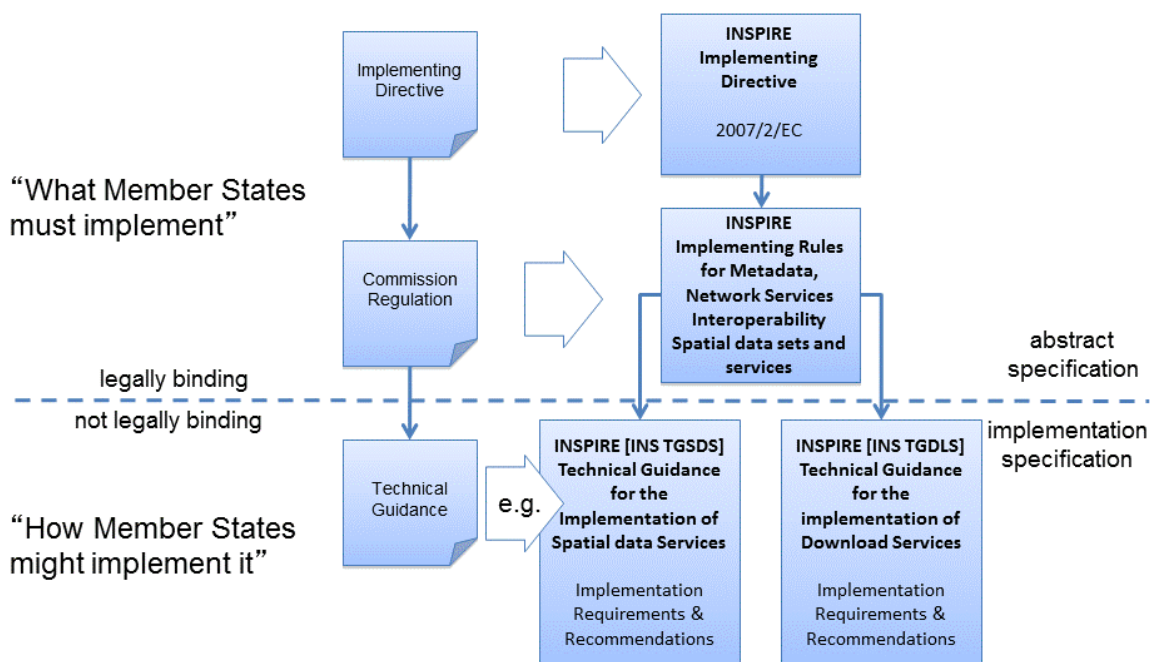 Implementing
Directive
INSPIRE
Implementing
Directive
2007/2/EC
“What Member States
must implement”
Commission
Regulation
INSPIRE
Implementing Rules
for Metadata,
Network Services
Interoperability
Spatial data sets and
services
abstract
specification
legally binding
not legally binding
implementation
specification
“How Member States
might implement it”
Technical
Guidance
e.g.
INSPIRE [INS TGSDS]
Technical Guidance
for the
Implementation of
Spatial data Services
Implementation
Requirements &
Recommendations
INSPIRE [INS TGDLS]
Technical Guidance
for the
implementation of
Download Services
Implementation
Requirements &
Recommendations